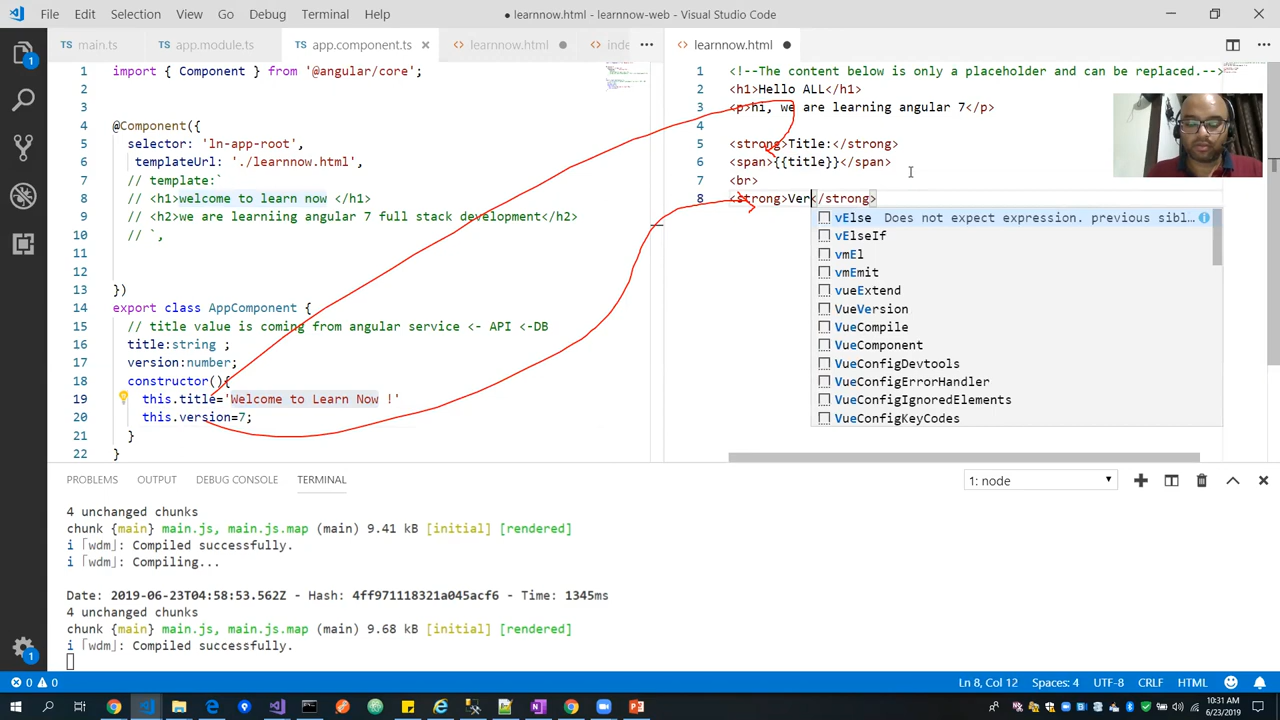 File Edit Selection View Go Debug Terminal Help
● learnnow.html - learnnow-web - Visual Studio Code
TS main.ts TS app.module.ts TS app.component.ts × <> learnnow.html ● <> inde ···
<> learnnow.html ● ···
1 import { Component } from '@angular/core';
2
3
4 @Component({
5 selector: 'ln-app-root',
6 templateUrl: './learnnow.html',
7 // template:`
8 // <h1>welcome to learn now </h1>
9 // <h2>we are learniing angular 7 full stack development</h2>
10 // `,
11
12
13 })
14 export class AppComponent {
15 // title value is coming from angular service <- API <-DB
16 title:string ;
17 version:number;
18 constructor(){
19 this.title='Welcome to Learn Now !'
20 this.version=7;
21 }
22 }
1 <!--The content below is only a placeholder and can be replaced.-->
2 <h1>Hello ALL</h1>
3 <p>hi, we are learning angular 7</p>
4
5 <strong>Title:</strong>
6 <span>{{title}}</span>
7 <br>
8 <strong>Ver</strong>
vElse Does not expect expression. previous sibl…
vElseIf
vmEl
vmEmit
vueExtend
VueVersion
VueCompile
VueComponent
VueConfigDevtools
VueConfigErrorHandler
VueConfigIgnoredElements
VueConfigKeyCodes
PROBLEMS OUTPUT DEBUG CONSOLE TERMINAL 1: node
4 unchanged chunks
chunk {main} main.js, main.js.map (main) 9.41 kB [initial] [rendered]
i 「wdm」: Compiled successfully.
i 「wdm」: Compiling...
Date: 2019-06-23T04:58:53.562Z - Hash: 4ff971118321a045acf6 - Time: 1345ms
4 unchanged chunks
chunk {main} main.js, main.js.map (main) 9.68 kB [initial] [rendered]
i 「wdm」: Compiled successfully.
0 0 Ln 8, Col 12 Spaces: 4 UTF-8 CRLF HTML
10:31 AM
6/23/2019